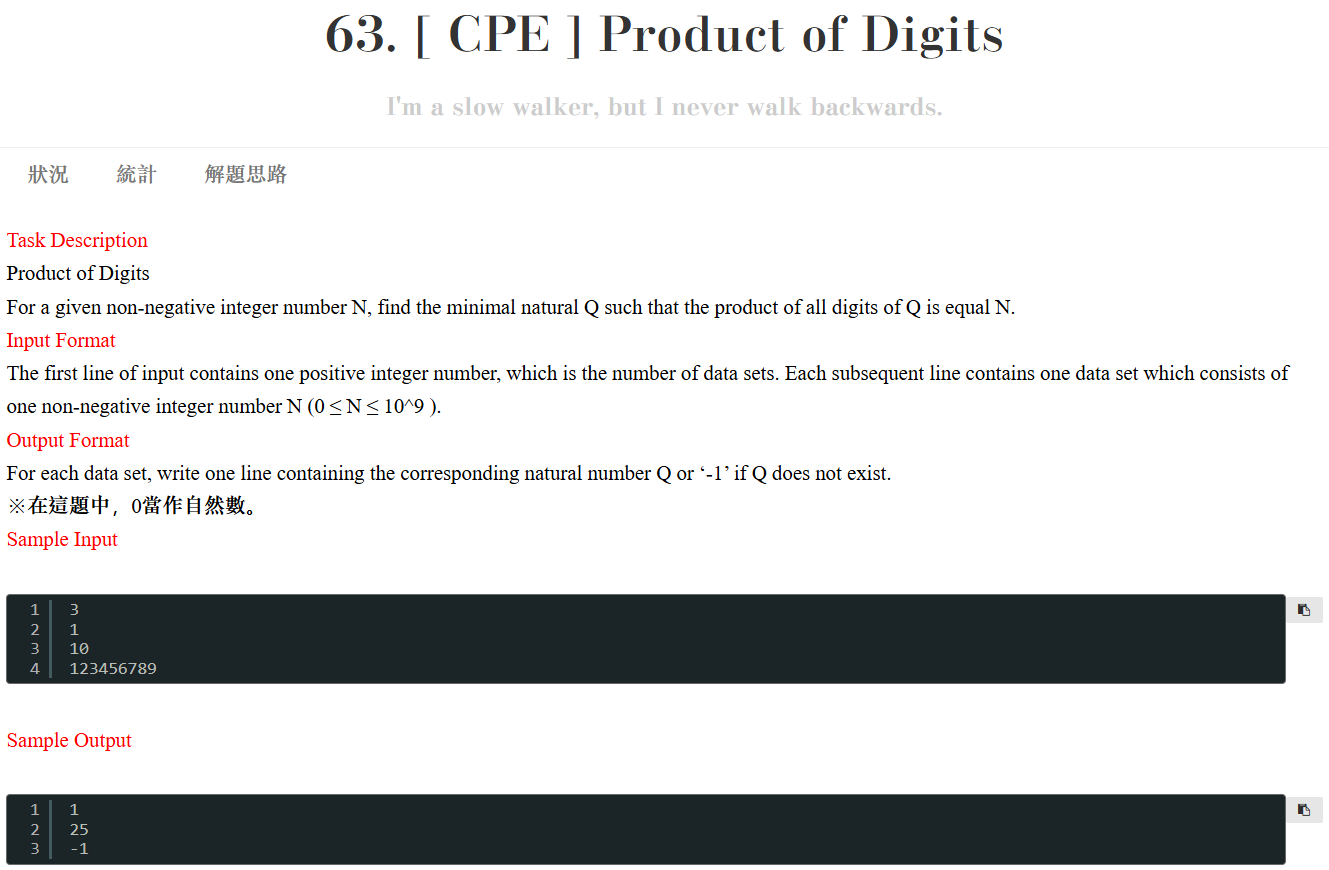 63. [ CPE ] Product of Digits
I'm a slow walker, but I never walk backwards.
狀況 統計 解題思路
Task Description
Product of Digits
For a given non-negative integer number N, find the minimal natural Q such that the product of all digits of Q is equal N.
Input Format
The first line of input contains one positive integer number, which is the number of data sets. Each subsequent line contains one data set which consists of
one non-negative integer number N (0 ≤ N ≤ 10^9 ).
Output Format
For each data set, write one line containing the corresponding natural number Q or ‘-1’ if Q does not exist.
※在這題中，0當作自然數。
Sample Input
1 3
2 1
3 10
4 123456789
Sample Output
1 1
2 25
3 -1